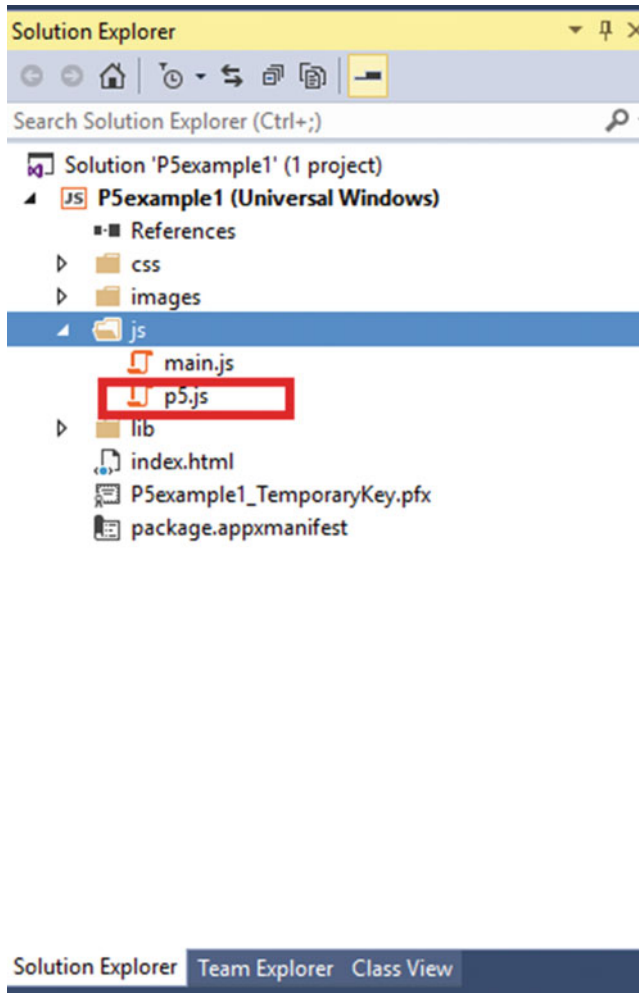 Solution Explorer
Search Solution Explorer (Ctrl+;)
Solution 'P5example1' (1 project)
JS P5example1 (Universal Windows)
References
css
images
js
main.js
p5.js
lib
index.html
P5example1_TemporaryKey.pfx
package.appxmanifest
Solution Explorer Team Explorer Class View